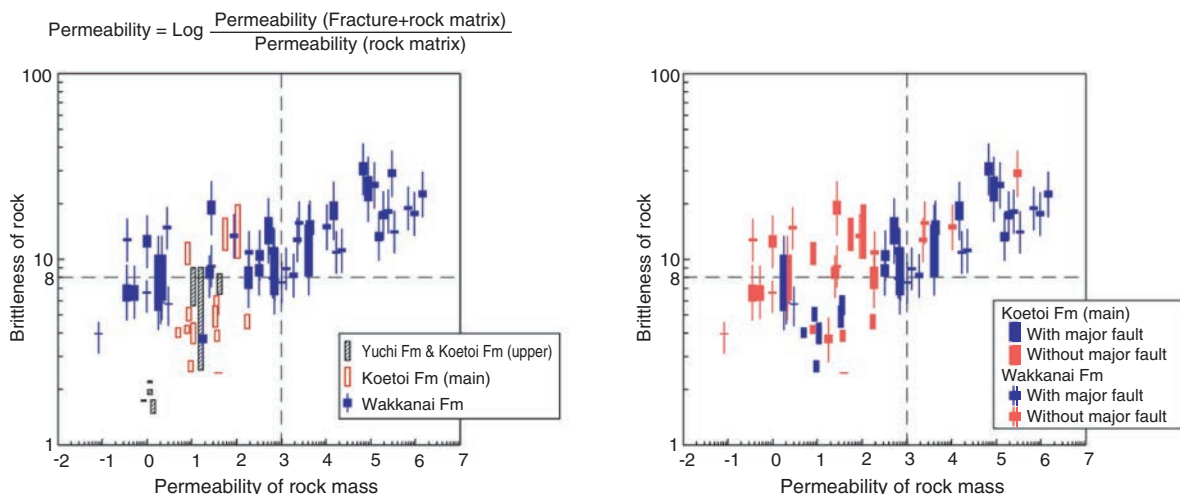 Permeability = Log Permeability (Fracture+rock matrix)
Permeability (rock matrix)
100
10
8
1
-2
-1
0
1
2
3
4
5
6
7
Brittleness of rock
Permeability of rock mass
Yuchi Fm & Koetoi Fm (upper)
Koetoi Fm (main)
Wakkanai Fm
100
10
8
1
-2
-1
0
1
2
3
4
5
6
7
Brittleness of rock
Permeability of rock mass
Koetoi Fm (main)
With major fault
Without major fault
Wakkanai Fm
With major fault
Without major fault